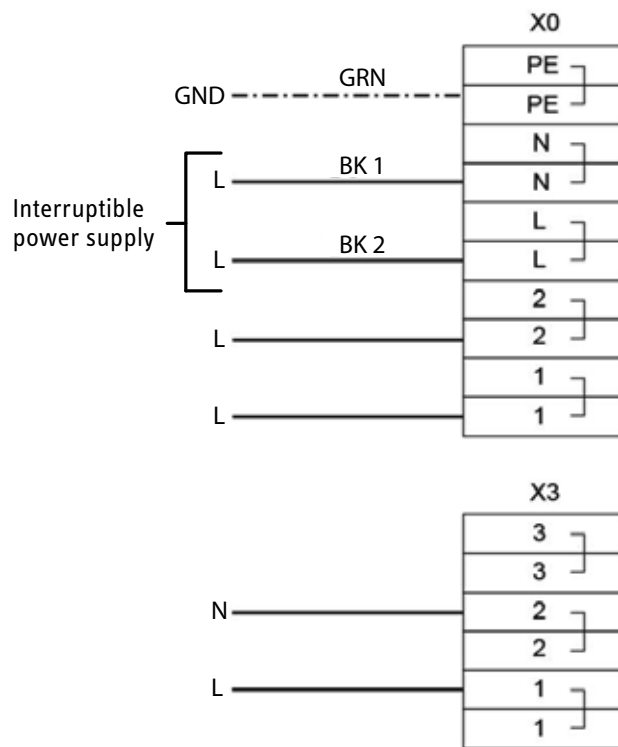 X0
PE
GND
GRN
PE
N
L
BK 1
N
Interruptible
power supply
L
L
BK 2
L
2
L
2
1
L
1
X3
3
3
N
2
2
L
1
1